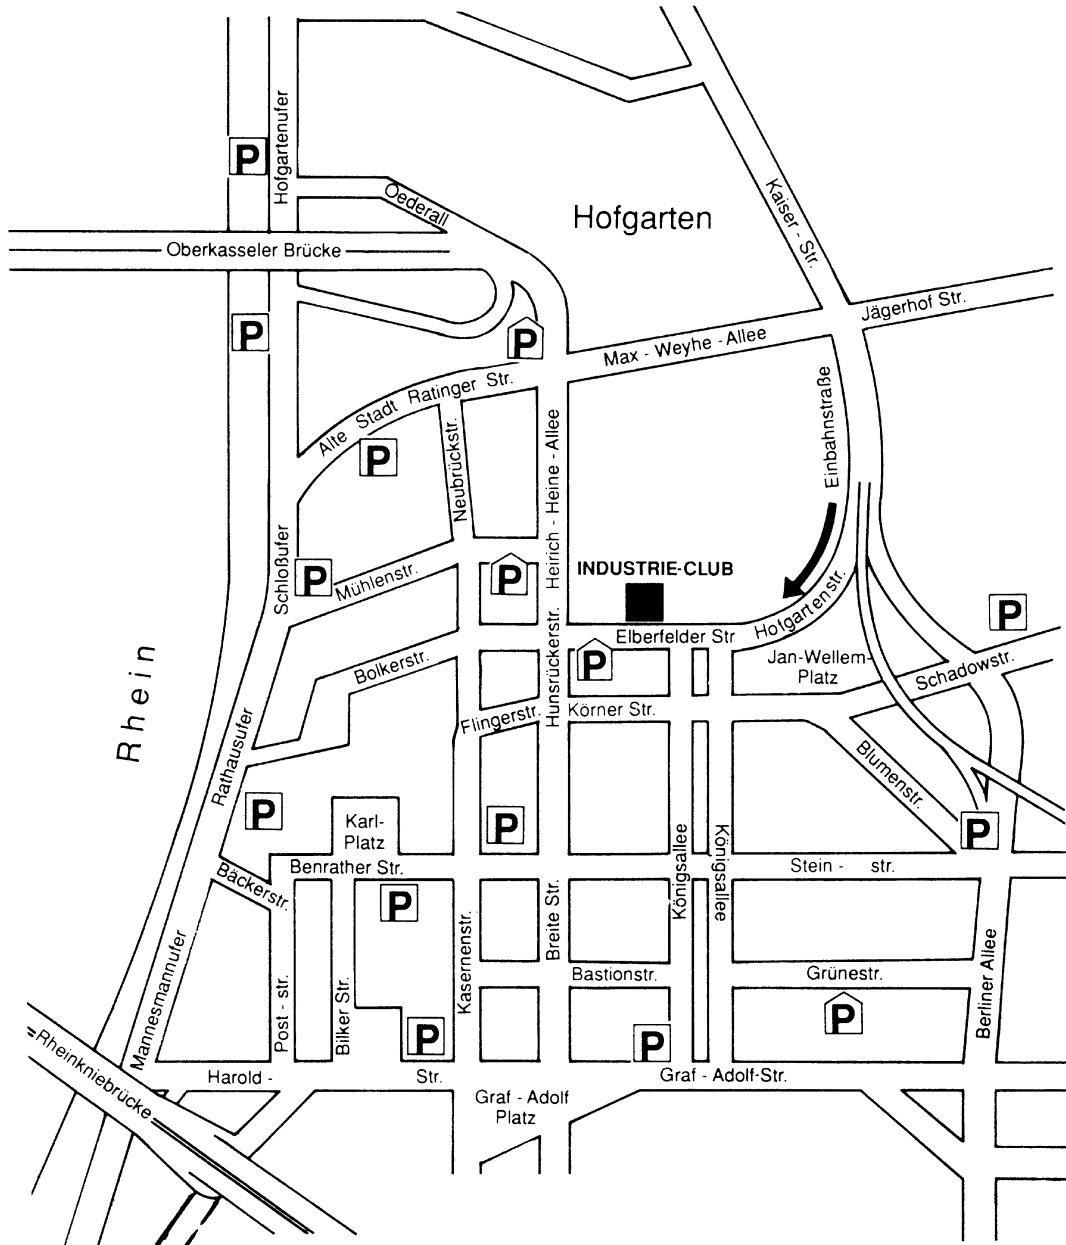 Hofgartenufer
P
Oederall
Hofgarten
Kaiser - Str.
Oberkasseler Brücke
Jägerhof Str.
P
P
Max - Weyhe - Allee
Alte Stadt Ratinger Str.
Einbahnstraße
P
Neubrückstr.
Heirich - Heine - Allee
Schloßufer
P
Mühlenstr.
P
INDUSTRIE-CLUB
Hofgartenstr.
P
Elberfelder Str
P
Jan-Wellem-
Platz
Schadowstr.
Bolkerstr.
Hunsrückerstr.
Rhein
Flingerstr.
Körner Str.
Rathausufer
Blumenstr.
P
P
P
Karl-
Platz
Benrather Str.
Königsallee
Königsallee
Stein - str.
Bäckerstr.
P
Kasernenstr.
Breite Str.
Bastionstr.
Grünestr.
Berliner Allee
Mannesmannufer
Post - str.
Bilker Str.
P
P
P
Rheinkniebrücke
Harold - Str.
Graf - Adolf-Str.
Graf - Adolf
Platz